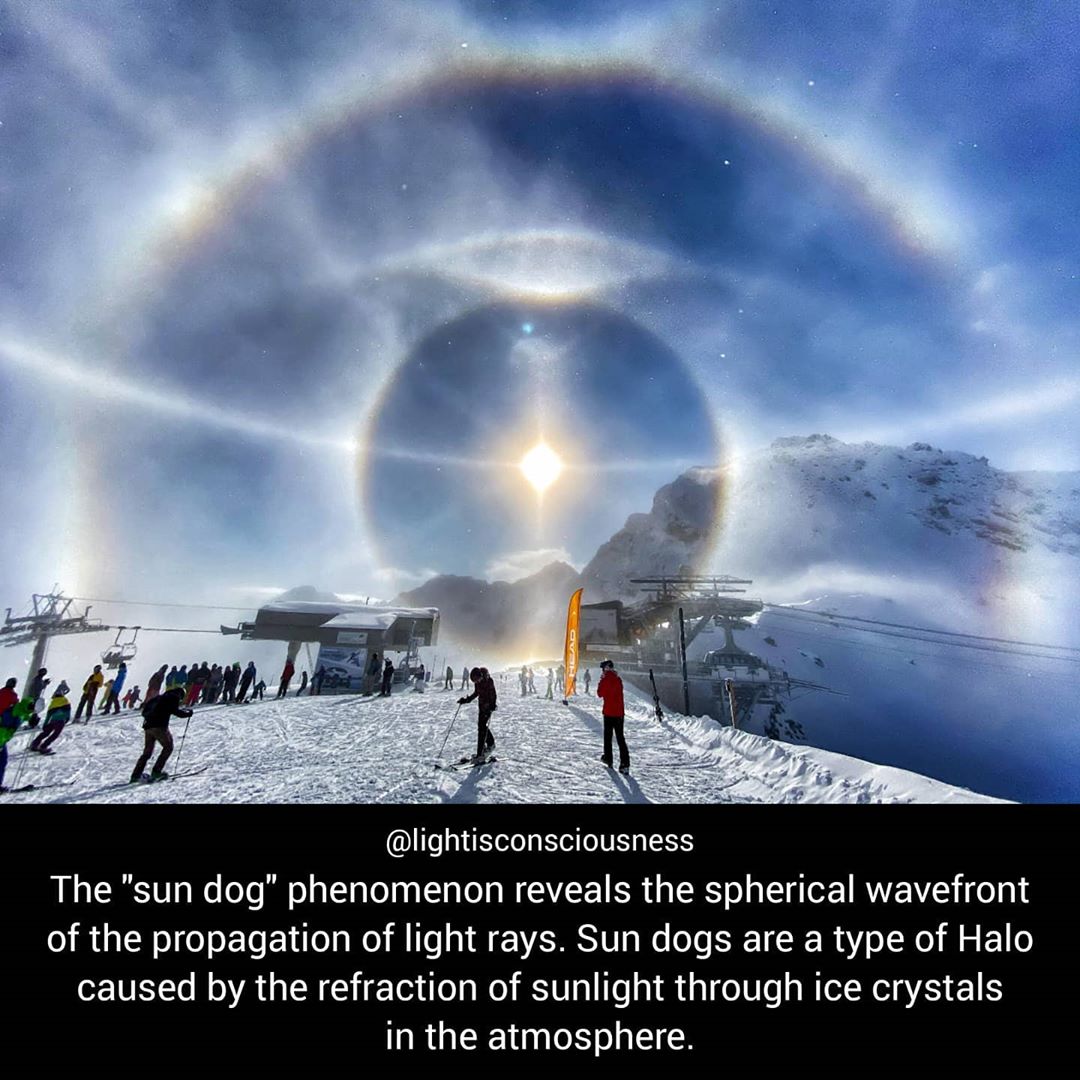 HEAD
@lightisconsciousness
The "sun dog" phenomenon reveals the spherical wavefront
of the propagation of light rays. Sun dogs are a type of Halo
caused by the refraction of sunlight through ice crystals
in the atmosphere.